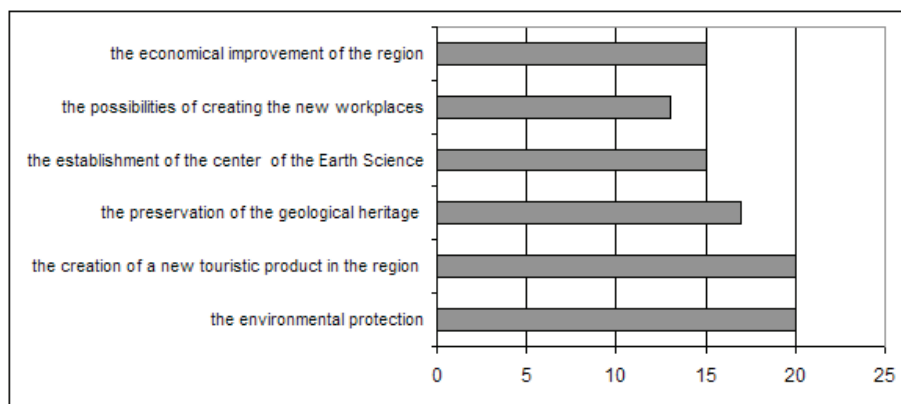 the economical improvement of the region
the possibilities of creating the new workplaces
the establishment of the center of the Earth Science
the preservation of the geological heritage
the creation of a new touristic product in the region
the environmental protection
0 5 10 15 20 25